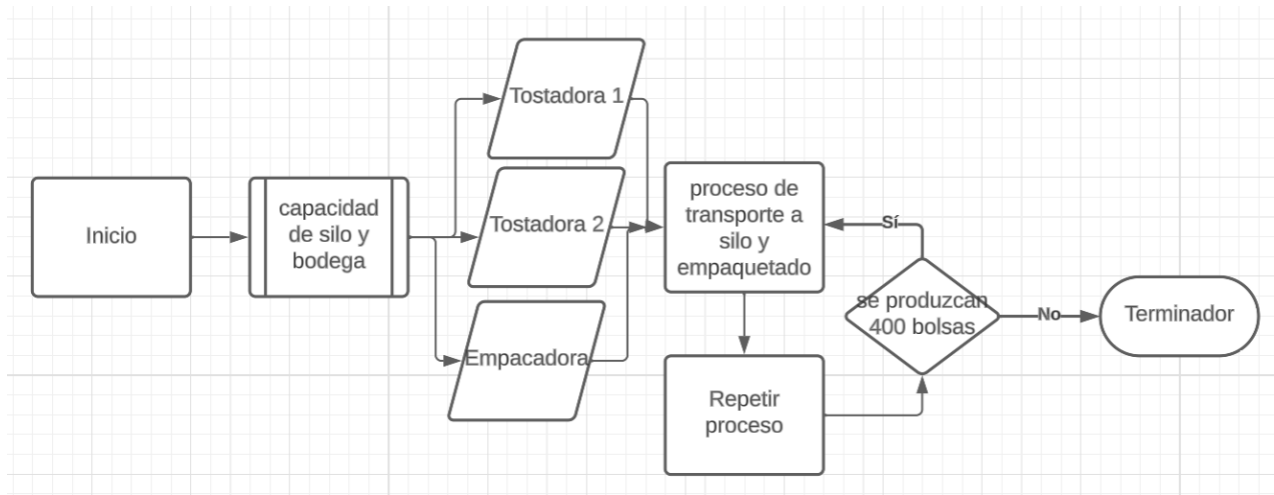 Inicio
capacidad
de silo y
bodega
Tostadora 1
Tostadora 2
Empacadora
proceso de
transporte a
silo y
empaquetado
Repetir
proceso
Sí
se produzcan
400 bolsas
No
Terminador